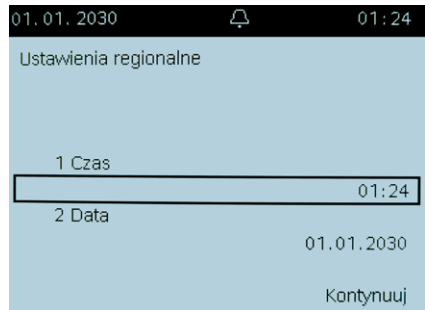 01. 01. 2030 01:24
Ustawienia regionalne
1 Czas
01:24
2 Data
01.01.2030
Kontynuuj